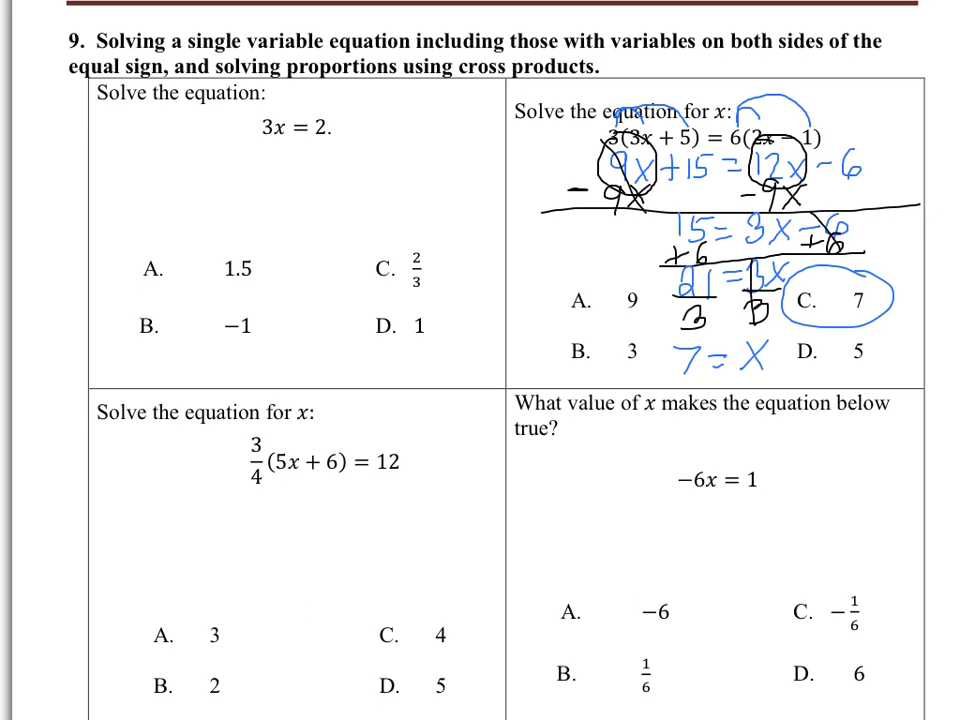 9. Solving a single variable equation including those with variables on both sides of the
equal sign, and solving proportions using cross products.
Solve the equation:
3x = 2.
A. 1.5 C. 2/3
B. −1 D. 1
Solve the equation for x:
3(3x + 5) = 6(2x − 1)
9x + 15 = 12x − 6
− 9x − 9x
15 = 3x − 6
+6 +6
21 = 3x
3 3
7 = x
A. 9 C. 7
B. 3 D. 5
Solve the equation for x:
3/4 (5x + 6) = 12
A. 3 C. 4
B. 2 D. 5
What value of x makes the equation below
true?
−6x = 1
A. −6 C. −1/6
B. 1/6 D. 6